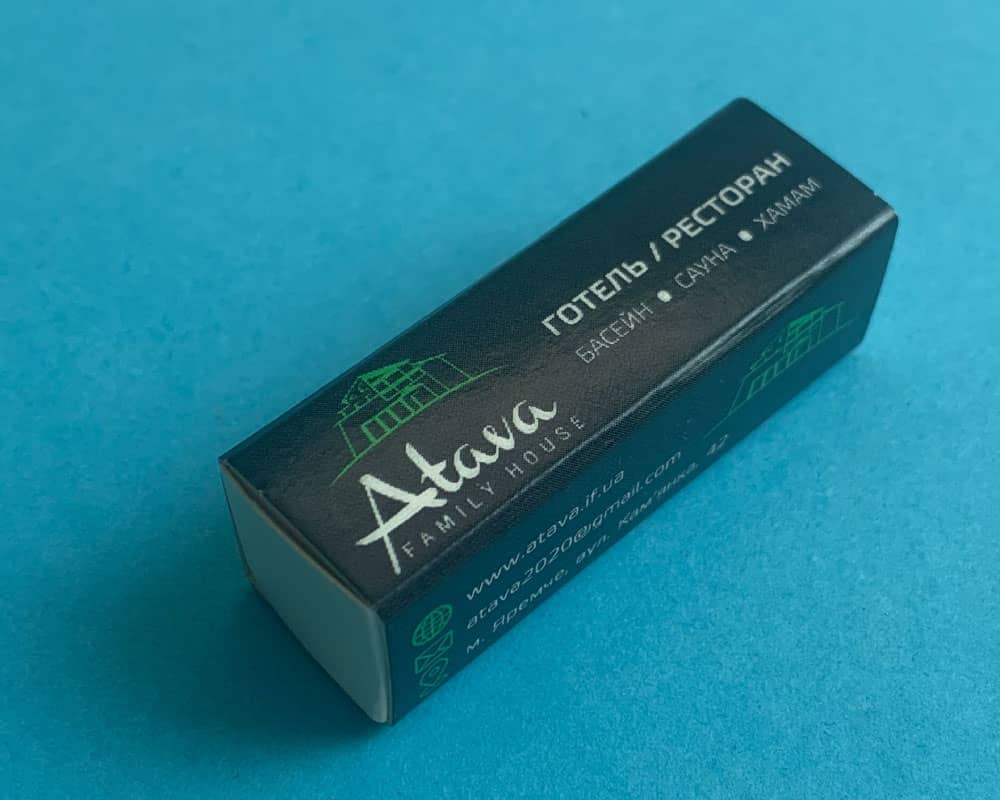 ГОТЕЛЬ / РЕСТОРАН
БАСЕЙН • САУНА • ХАМАМ
Atava
FAMILY HOUSE
www.atava.if.ua
atava2020@gmail.com
м. Яремче, вул. Кам'янка, 42